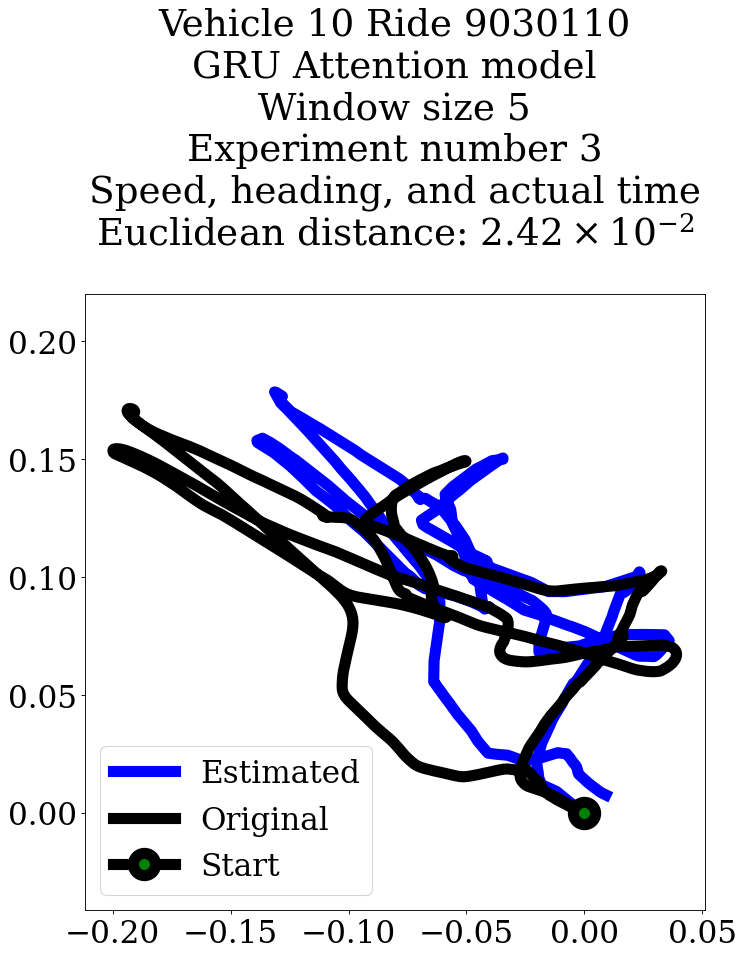 Vehicle 10 Ride 9030110
GRU Attention model
Window size 5
Experiment number 3
Speed, heading, and actual time
Euclidean distance: 2.42 × 10⁻²
0.20
0.15
0.10
0.05
0.00
Estimated
Original
Start
−0.20 −0.15 −0.10 −0.05 0.00 0.05